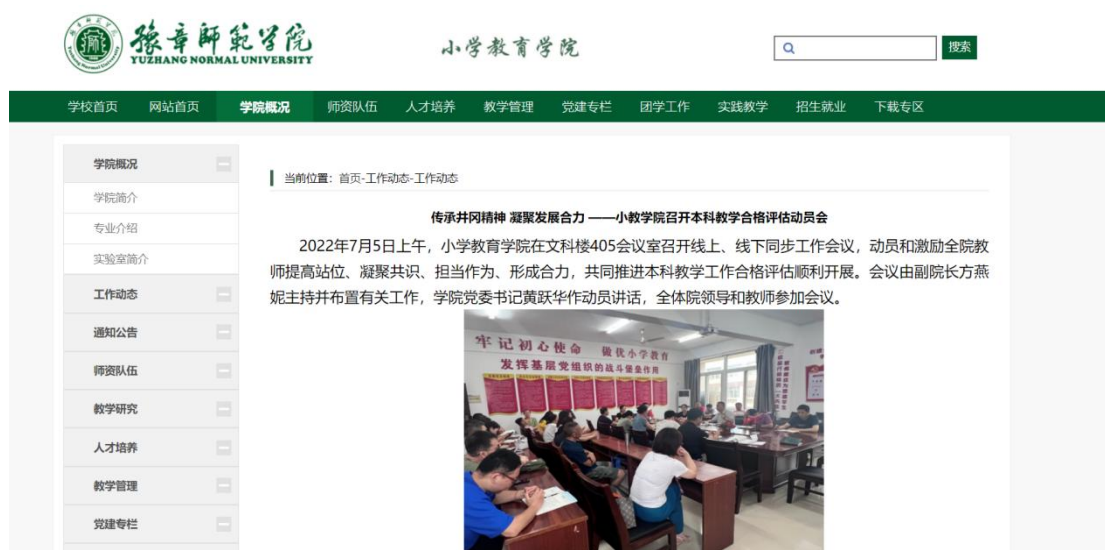 豫章師範学院
YUZHANG NORMAL UNIVERSITY
小学教育学院
搜索
学校首页 网站首页 学院概况 师资队伍 人才培养 教学管理 党建专栏 团学工作 实践教学 招生就业 下载专区
学院概况
学院简介
专业介绍
实验室简介
工作动态
通知公告
师资队伍
教学研究
人才培养
教学管理
党建专栏
当前位置：首页-工作动态-工作动态
传承井冈精神 凝聚发展合力 ——小教学院召开本科教学合格评估动员会
2022年7月5日上午，小学教育学院在文科楼405会议室召开线上、线下同步工作会议，动员和激励全院教
师提高站位、凝聚共识、担当作为、形成合力，共同推进本科教学工作合格评估顺利开展。会议由副院长方燕
妮主持并布置有关工作，学院党委书记黄跃华作动员讲话，全体院领导和教师参加会议。
牢记初心使命 做优小学教育
发挥基层党组织的战斗堡垒作用